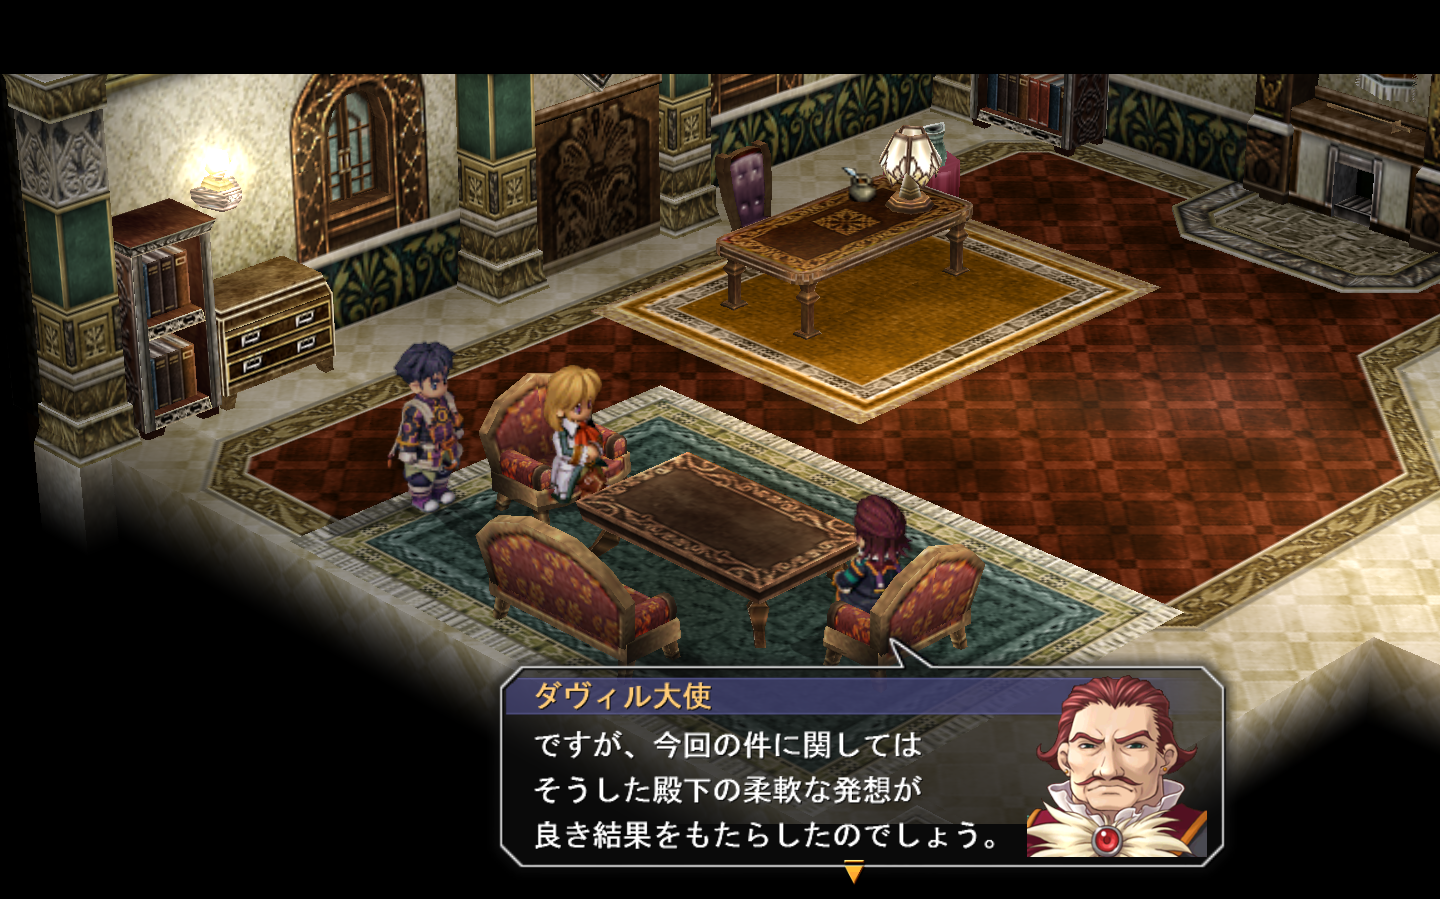 ダヴィル大使
ですが、今回の件に関しては
そうした殿下の柔軟な発想が
良き結果をもたらしたのでしょう。